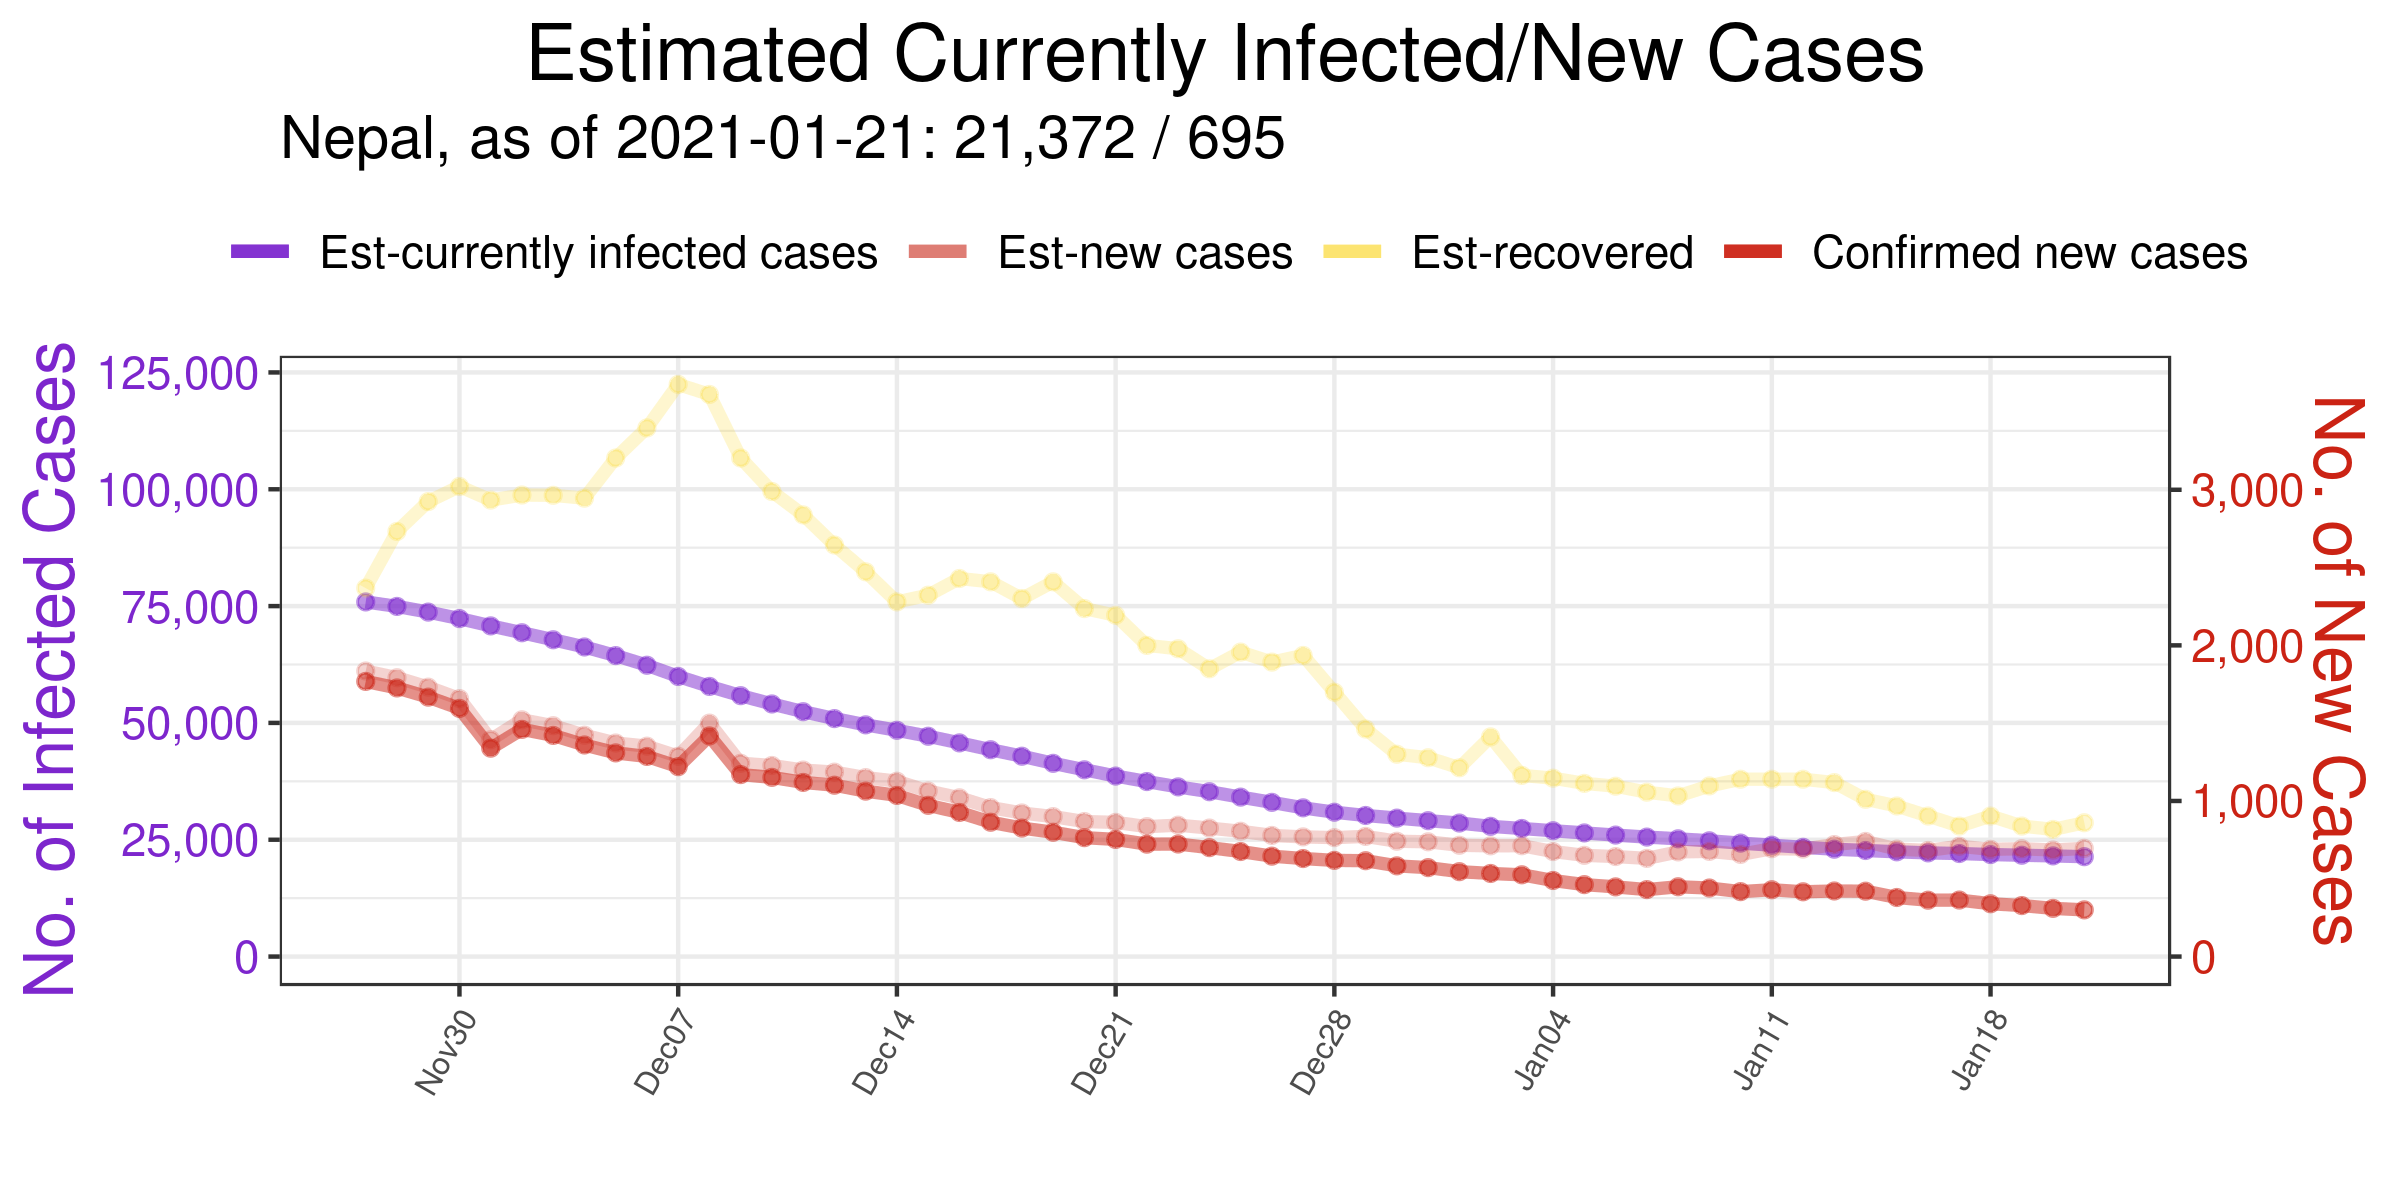 Estimated Currently Infected/New Cases
Nepal, as of 2021-01-21: 21,372 / 695
Est-currently infected cases Est-new cases Est-recovered Confirmed new cases
No. of Infected Cases
125,000
100,000
75,000
50,000
25,000
0
3,000
2,000
1,000
0
No. of New Cases
Nov30 Dec07 Dec14 Dec21 Dec28 Jan04 Jan11 Jan18